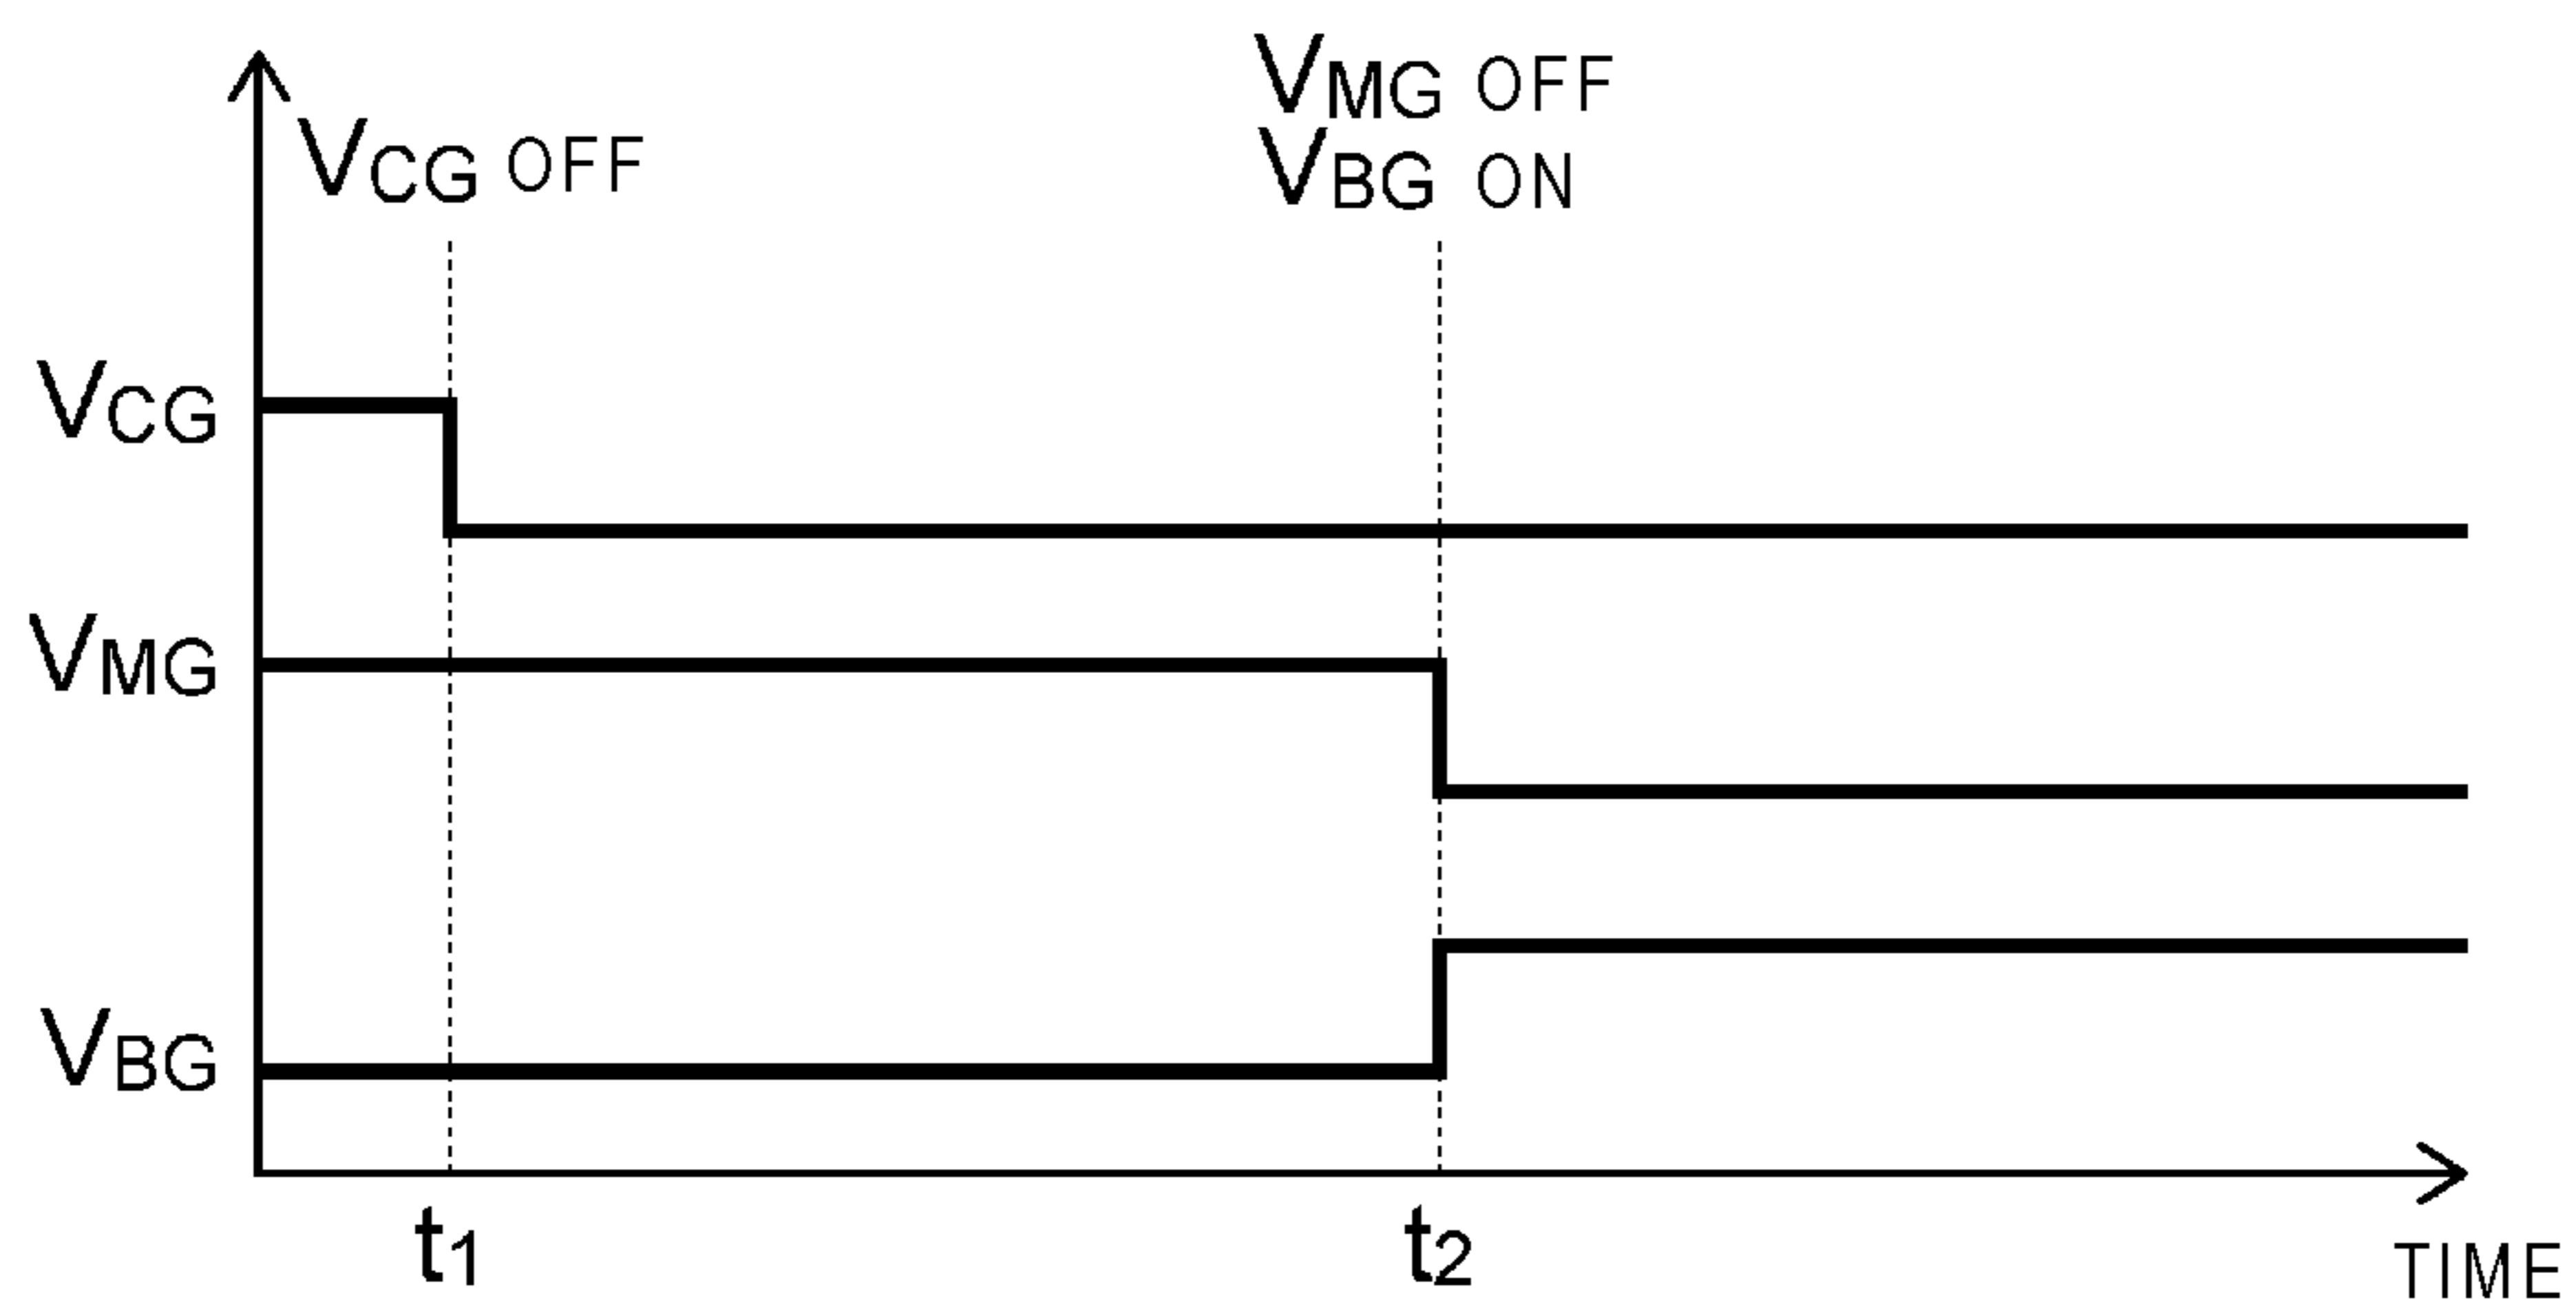 VMG OFF
VCG OFF
VBG ON
VCG
VMG
VBG
t1
t2
TIME